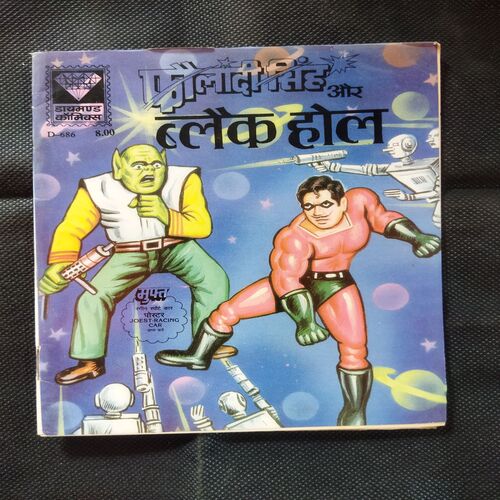 फ़ौलादी सिंह
और
ब्लैक होल
डायमण्ड
कॉमिक्स
D-686 8.00
मुफ्त
पोस्टर
JOEST-RACING
CAR